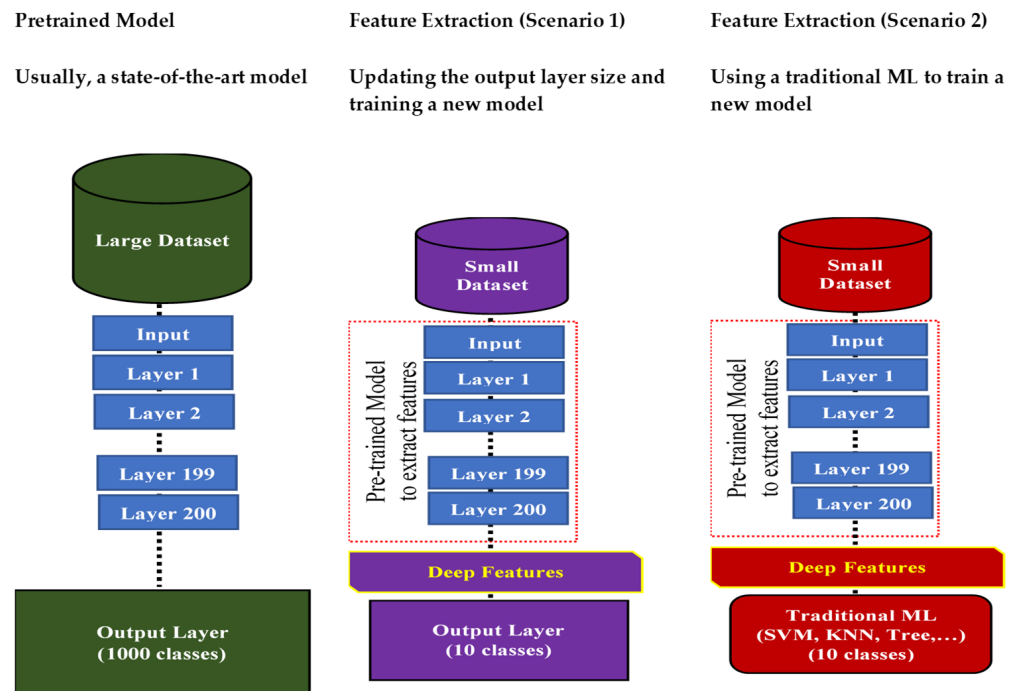 Pretrained Model
Usually, a state-of-the-art model
Large Dataset
Input
Layer 1
Layer 2
Layer 199
Layer 200
Output Layer
(1000 classes)
Feature Extraction (Scenario 1)
Updating the output layer size and
training a new model
Small
Dataset
Pre-trained Model
to extract features
Input
Layer 1
Layer 2
Layer 199
Layer 200
Deep Features
Output Layer
(10 classes)
Feature Extraction (Scenario 2)
Using a traditional ML to train a
new model
Small
Dataset
Pre-trained Model
to extract features
Input
Layer 1
Layer 2
Layer 199
Layer 200
Deep Features
Traditional ML
(SVM, KNN, Tree,...)
(10 classes)